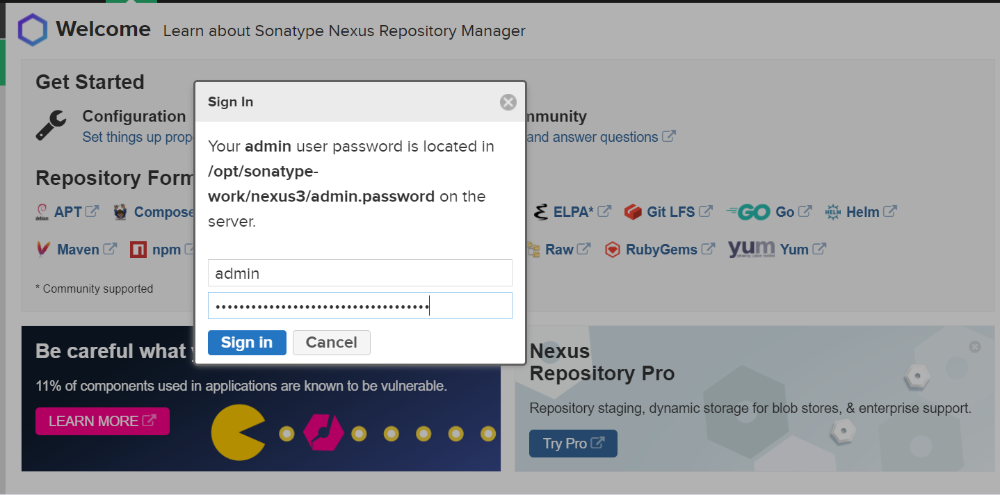 Welcome Learn about Sonatype Nexus Repository Manager
Get Started
Configuration
Set things up prop
mmunity
and answer questions
Repository Form
debian APT
Compose
ELPA*
Git LFS
GO Go
HELM Helm
Maven
npm
Raw
RubyGems
yum Yum
* Community supported
Sign In
Your admin user password is located in
/opt/sonatype-
work/nexus3/admin.password on the
server.
admin
••••••••••••••••••••••••••••••••••••
Sign in Cancel
Be careful what y
11% of components used in applications are known to be vulnerable.
LEARN MORE
Nexus
Repository Pro
Repository staging, dynamic storage for blob stores, & enterprise support.
Try Pro